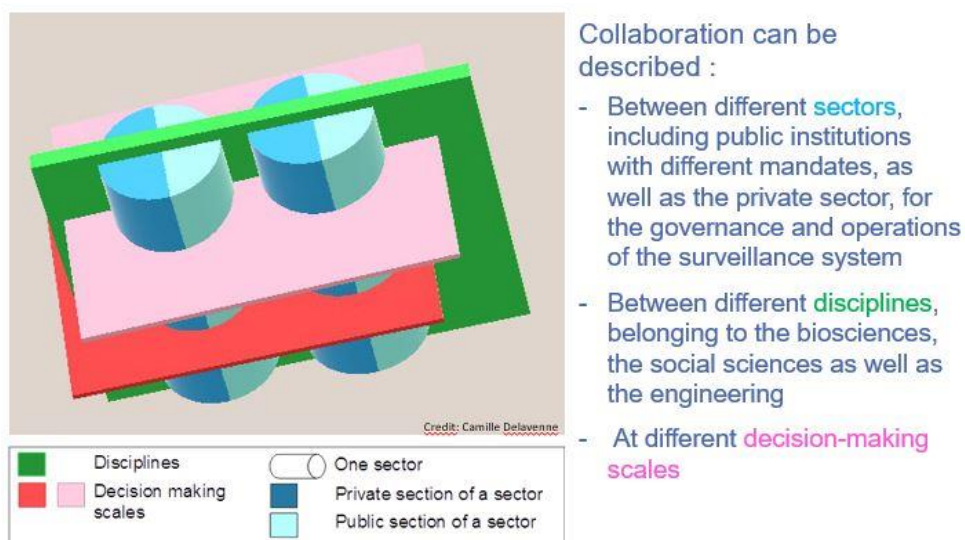 Collaboration can be
described :
- Between different sectors,
including public institutions
with different mandates, as
well as the private sector, for
the governance and operations
of the surveillance system
- Between different disciplines,
belonging to the biosciences,
the social sciences as well as
the engineering
- At different decision-making
scales
Credit: Camille Delavenne
Disciplines
Decision making
scales
One sector
Private section of a sector
Public section of a sector